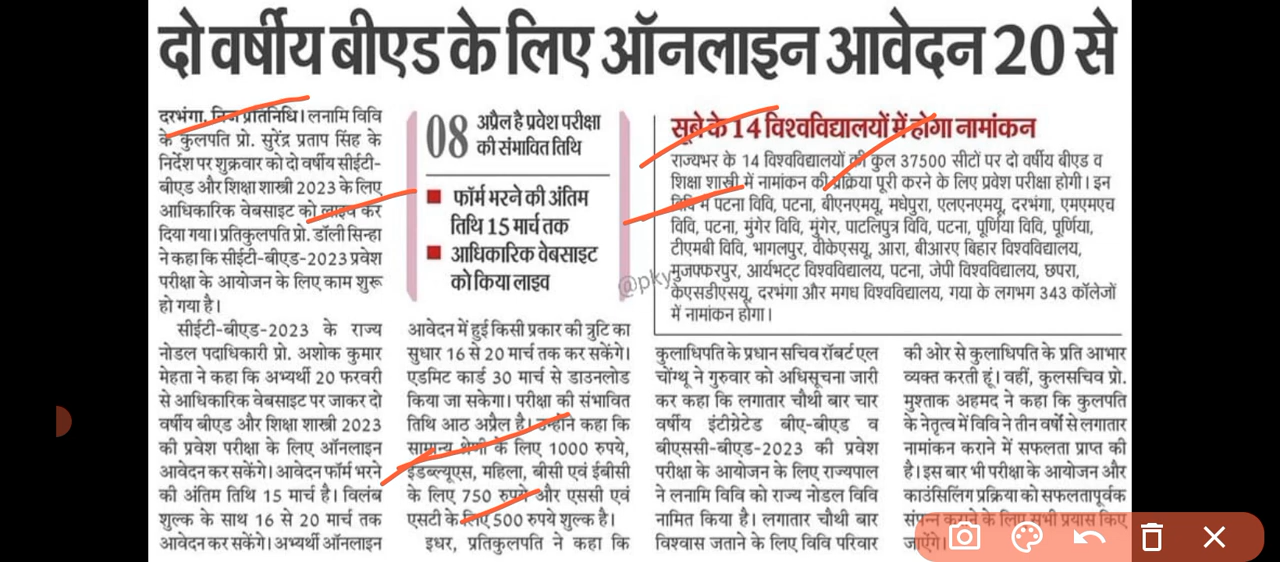 दो वर्षीय बीएड के लिए ऑनलाइन आवेदन 20 से
दरभंगा, निज प्रतिनिधि। लनामि विवि
के कुलपति प्रो. सुरेंद्र प्रताप सिंह के
निर्देश पर शुक्रवार को दो वर्षीय सीईटी-
बीएड और शिक्षा शास्त्री 2023 के लिए
आधिकारिक वेबसाइट को लाइव कर
दिया गया। प्रतिकुलपति प्रो. डॉली सिन्हा
ने कहा कि सीईटी-बीएड-2023 प्रवेश
परीक्षा के आयोजन के लिए काम शुरू
हो गया है।
सीईटी-बीएड-2023 के राज्य
नोडल पदाधिकारी प्रो. अशोक कुमार
मेहता ने कहा कि अभ्यर्थी 20 फरवरी
से आधिकारिक वेबसाइट पर जाकर दो
वर्षीय बीएड और शिक्षा शास्त्री 2023
की प्रवेश परीक्षा के लिए ऑनलाइन
आवेदन कर सकेंगे। आवेदन फॉर्म भरने
की अंतिम तिथि 15 मार्च है। विलंब
शुल्क के साथ 16 से 20 मार्च तक
आवेदन कर सकेंगे। अभ्यर्थी ऑनलाइन
08 अप्रैल है प्रवेश परीक्षा
की संभावित तिथि
फॉर्म भरने की अंतिम
तिथि 15 मार्च तक
आधिकारिक वेबसाइट
को किया लाइव
आवेदन में हुई किसी प्रकार की त्रुटि का
सुधार 16 से 20 मार्च तक कर सकेंगे।
एडमिट कार्ड 30 मार्च से डाउनलोड
किया जा सकेगा। परीक्षा की संभावित
तिथि आठ अप्रैल है। उन्होंने कहा कि
सामान्य श्रेणी के लिए 1000 रुपये,
ईडब्ल्यूएस, महिला, बीसी एवं ईबीसी
के लिए 750 रुपये और एससी एवं
एसटी के लिए 500 रुपये शुल्क है।
इधर, प्रतिकुलपति ने कहा कि
सूबे के 14 विश्वविद्यालयों में होगा नामांकन
राज्यभर के 14 विश्वविद्यालयों की कुल 37500 सीटों पर दो वर्षीय बीएड व
शिक्षा शास्त्री में नामांकन की प्रक्रिया पूरी करने के लिए प्रवेश परीक्षा होगी। इन
विवि में पटना विवि, पटना, बीएनएमयू, मधेपुरा, एलएनएमयू, दरभंगा, एमएमएच
विवि, पटना, मुंगेर विवि, मुंगेर, पाटलिपुत्र विवि, पटना, पूर्णिया विवि, पूर्णिया,
टीएमबी विवि, भागलपुर, वीकेएसयू, आरा, बीआरए बिहार विश्वविद्यालय,
मुजफ्फरपुर, आर्यभट्ट विश्वविद्यालय, पटना, जेपी विश्वविद्यालय, छपरा,
केएसडीएसयू, दरभंगा और मगध विश्वविद्यालय, गया के लगभग 343 कॉलेजों
में नामांकन होगा।
@pky
कुलाधिपति के प्रधान सचिव रॉबर्ट एल
चोंग्थू ने गुरुवार को अधिसूचना जारी
कर कहा कि लगातार चौथी बार चार
वर्षीय इंटीग्रेटेड बीए-बीएड व
बीएससी-बीएड-2023 की प्रवेश
परीक्षा के आयोजन के लिए राज्यपाल
ने लनामि विवि को राज्य नोडल विवि
नामित किया है। लगातार चौथी बार
विश्वास जताने के लिए विवि परिवार
की ओर से कुलाधिपति के प्रति आभार
व्यक्त करती हूं। वहीं, कुलसचिव प्रो.
मुश्ताक अहमद ने कहा कि कुलपति
के नेतृत्व में विवि ने तीन वर्षों से लगातार
नामांकन कराने में सफलता प्राप्त की
है। इस बार भी परीक्षा के आयोजन और
काउंसिलिंग प्रक्रिया को सफलतापूर्वक
संपन्न कराने के लिए सभी प्रयास किए
जाएंगे।